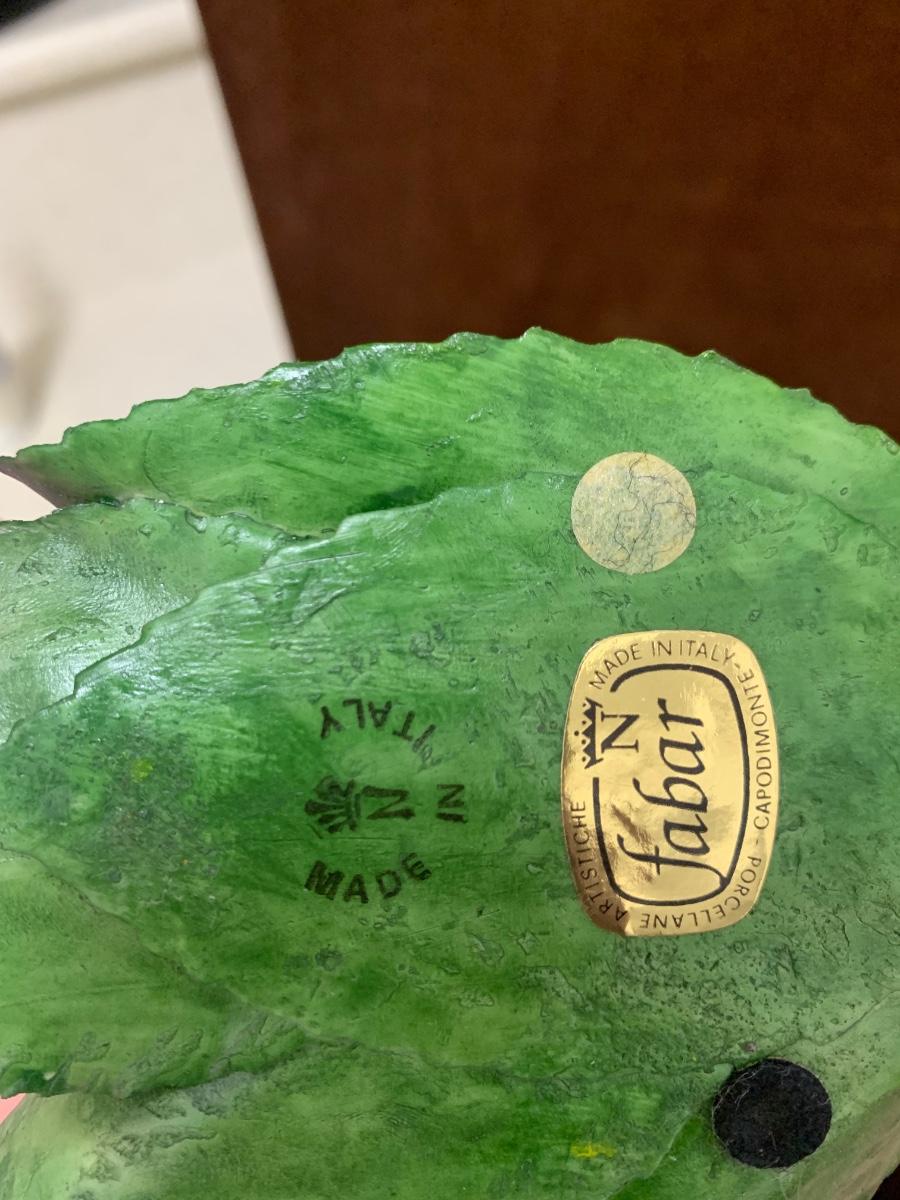 MADE IN ITALY
N
ARTISTICHE
MADE IN ITALY-
CAPODIMONTE-
PORCELLANE
N
fabar